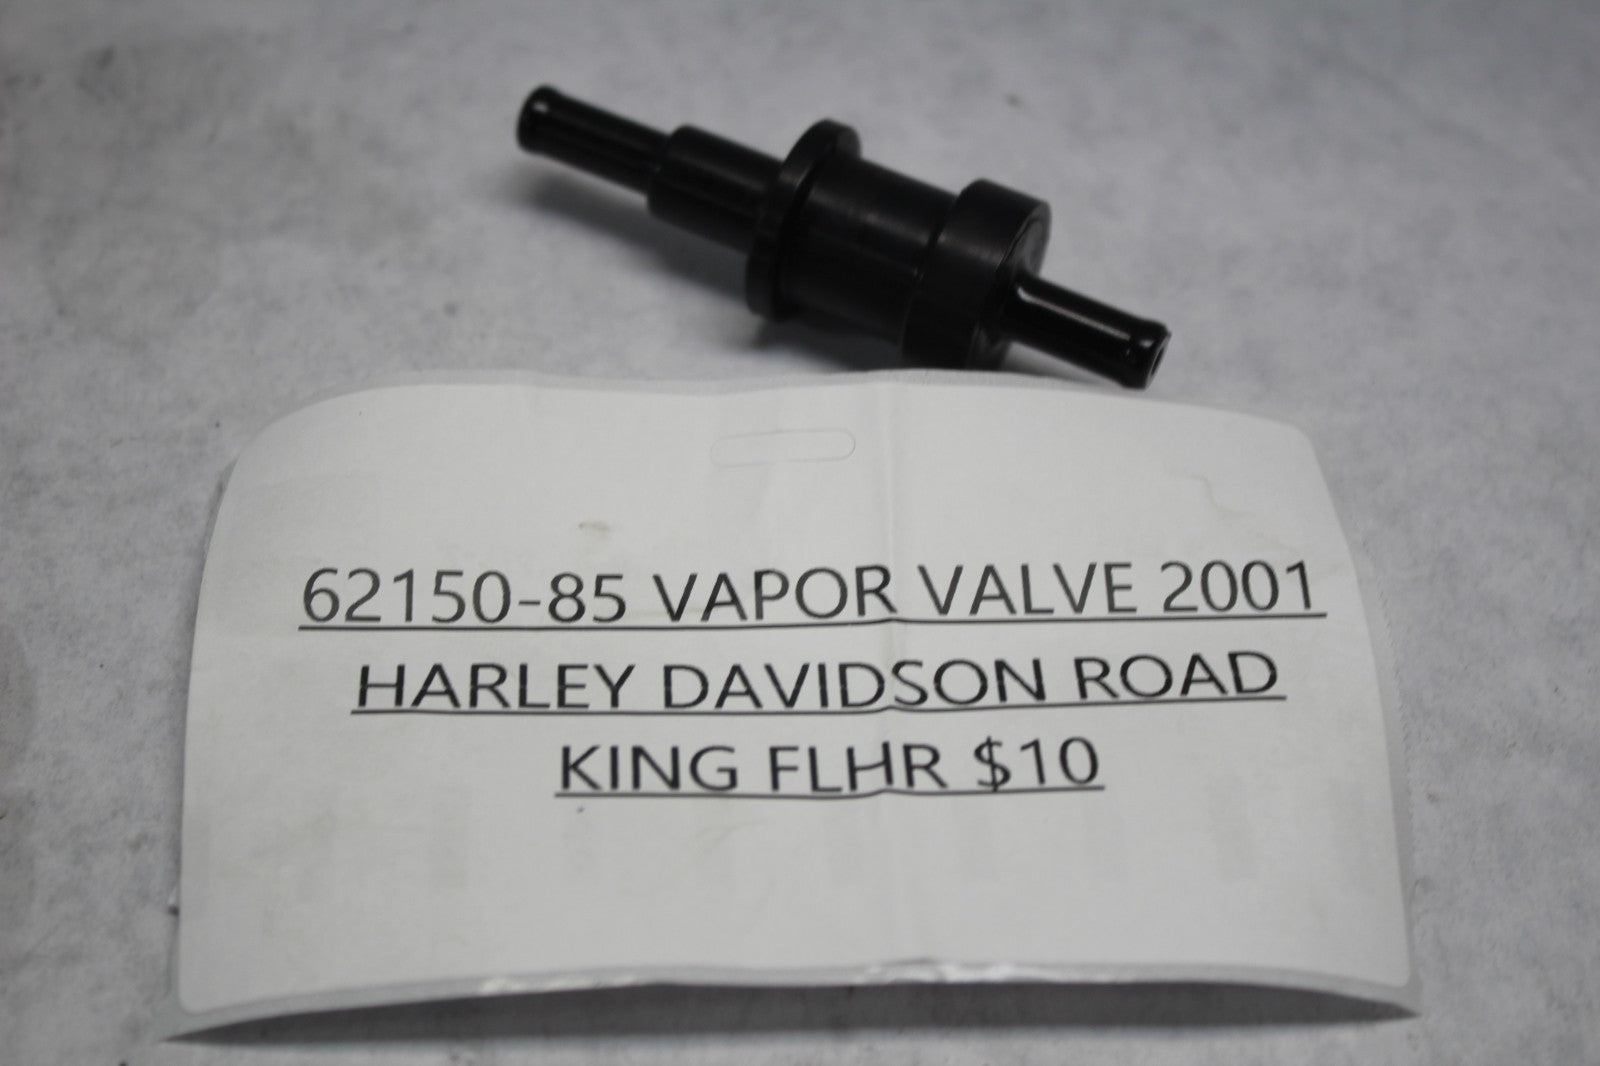 62150-85 VAPOR VALVE 2001
HARLEY DAVIDSON ROAD
KING FLHR $10